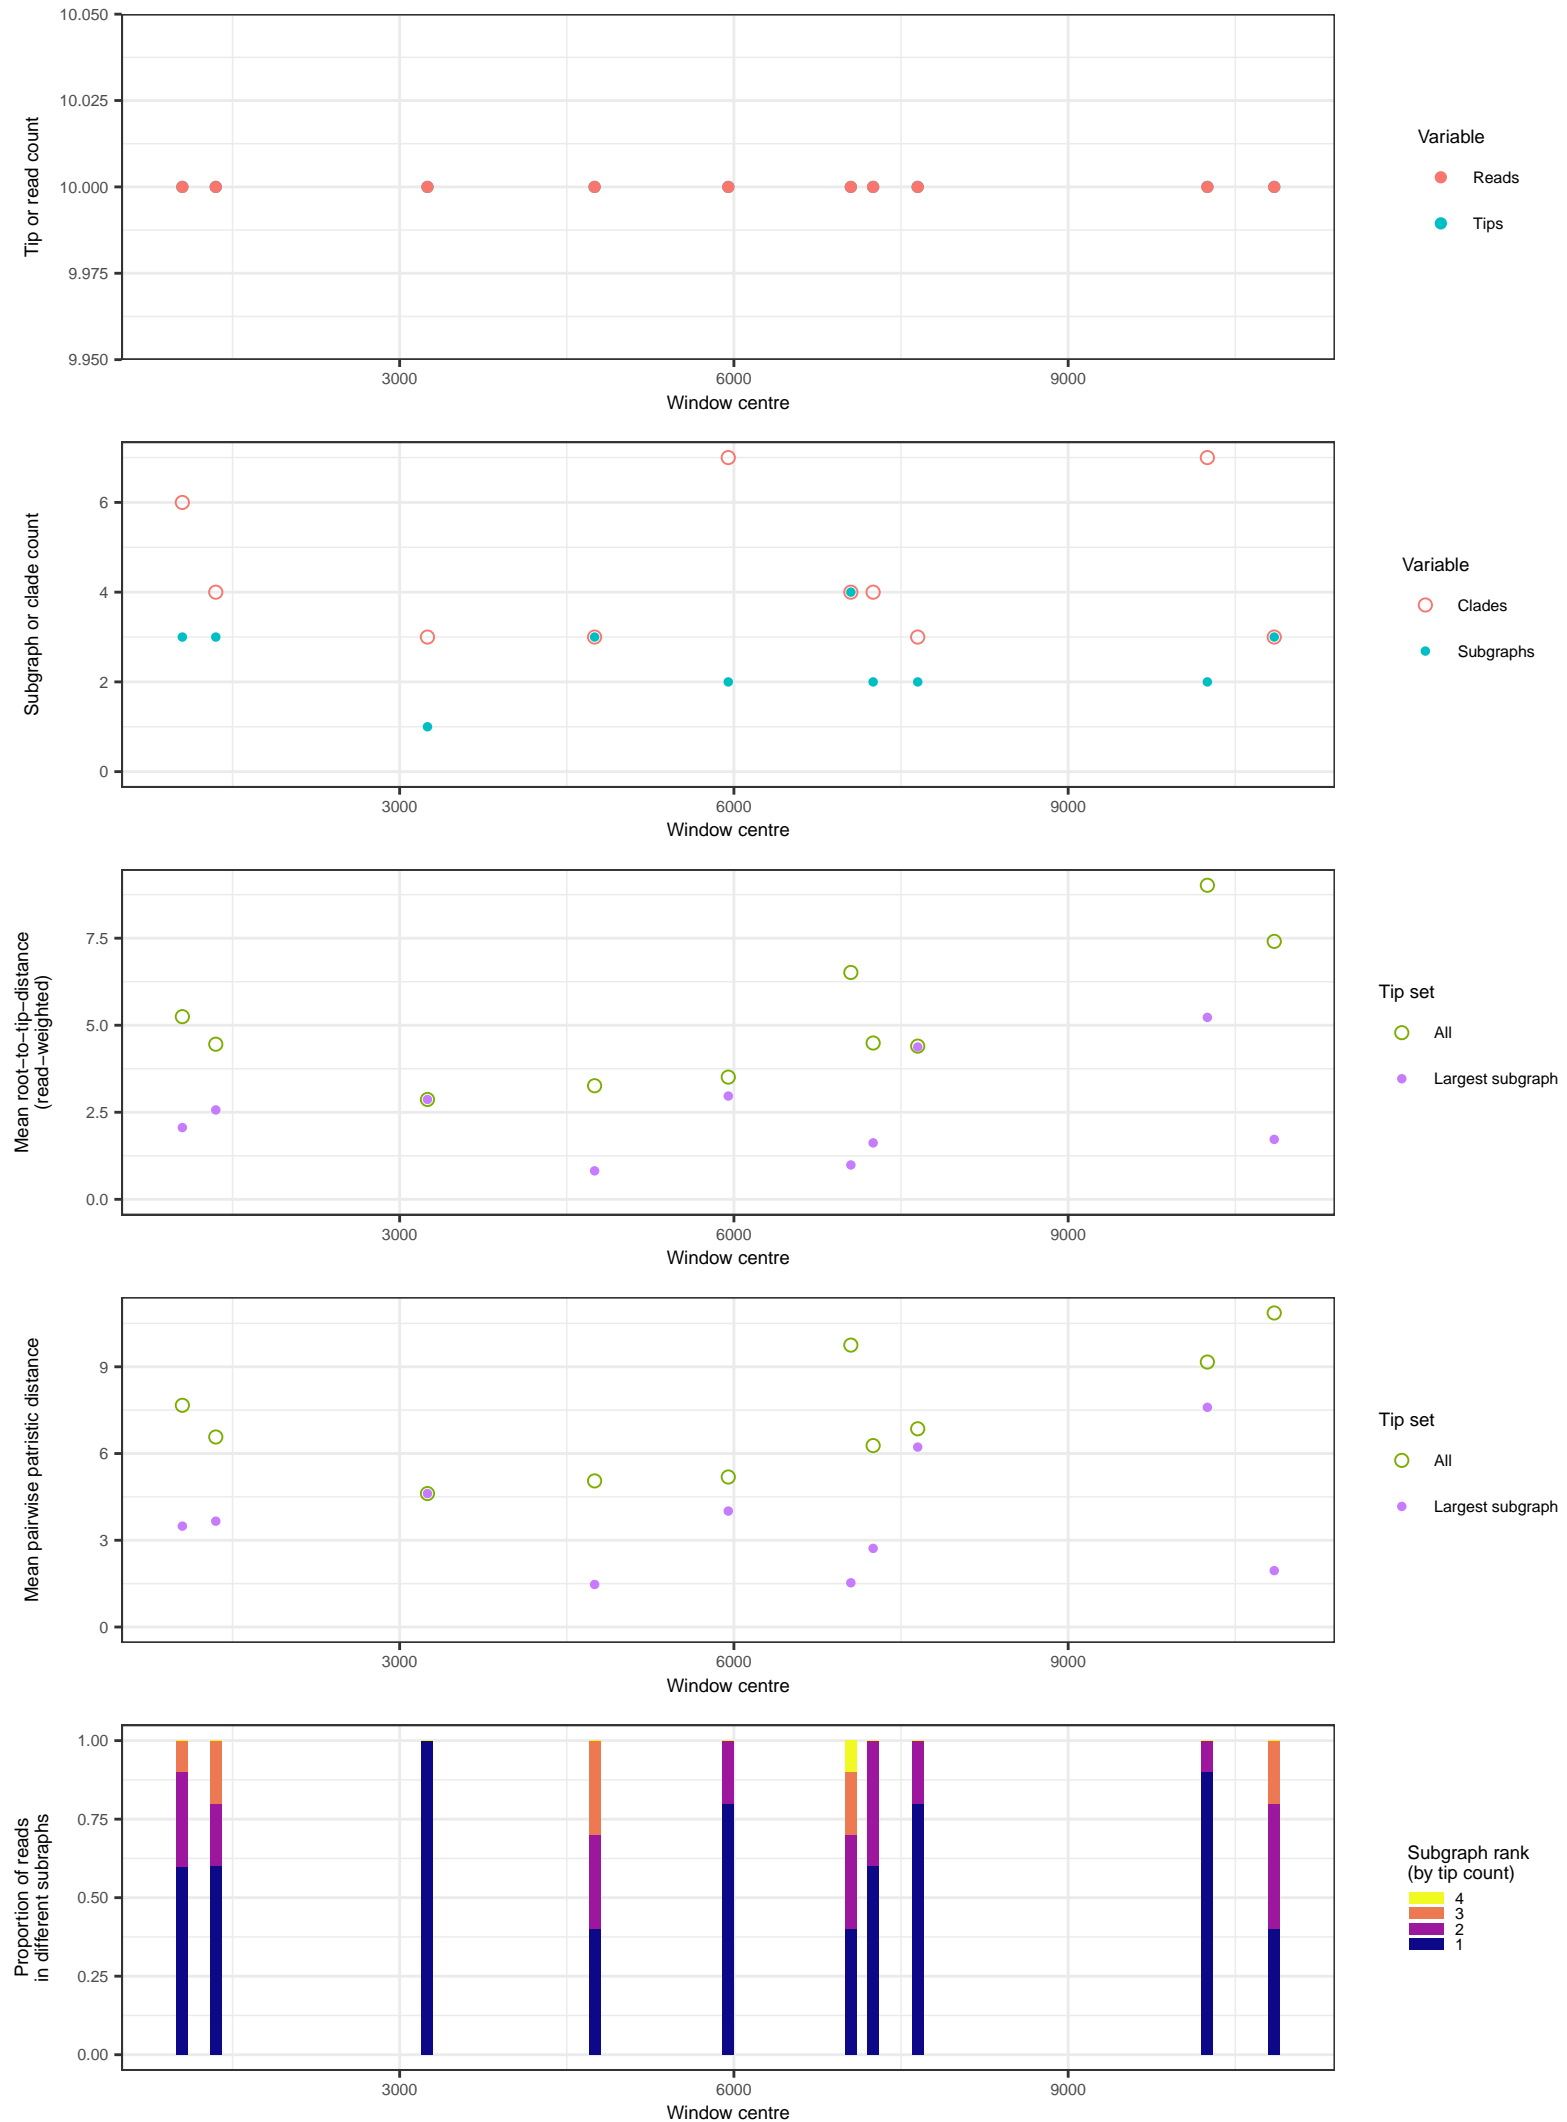 10.050
10.025
10.000
9.975
9.950
Tip or read count
3000 6000 9000
Window centre
Variable
Reads
Tips
6
4
2
0
Subgraph or clade count
3000 6000 9000
Window centre
Variable
Clades
Subgraphs
7.5
5.0
2.5
0.0
Mean root−to−tip−distance
(read−weighted)
3000 6000 9000
Window centre
Tip set
All
Largest subgraph
9
6
3
0
Mean pairwise patristic distance
3000 6000 9000
Window centre
Tip set
All
Largest subgraph
1.00
0.75
0.50
0.25
0.00
Proportion of reads
in different subraphs
3000 6000 9000
Window centre
Subgraph rank
(by tip count)
4
3
2
1